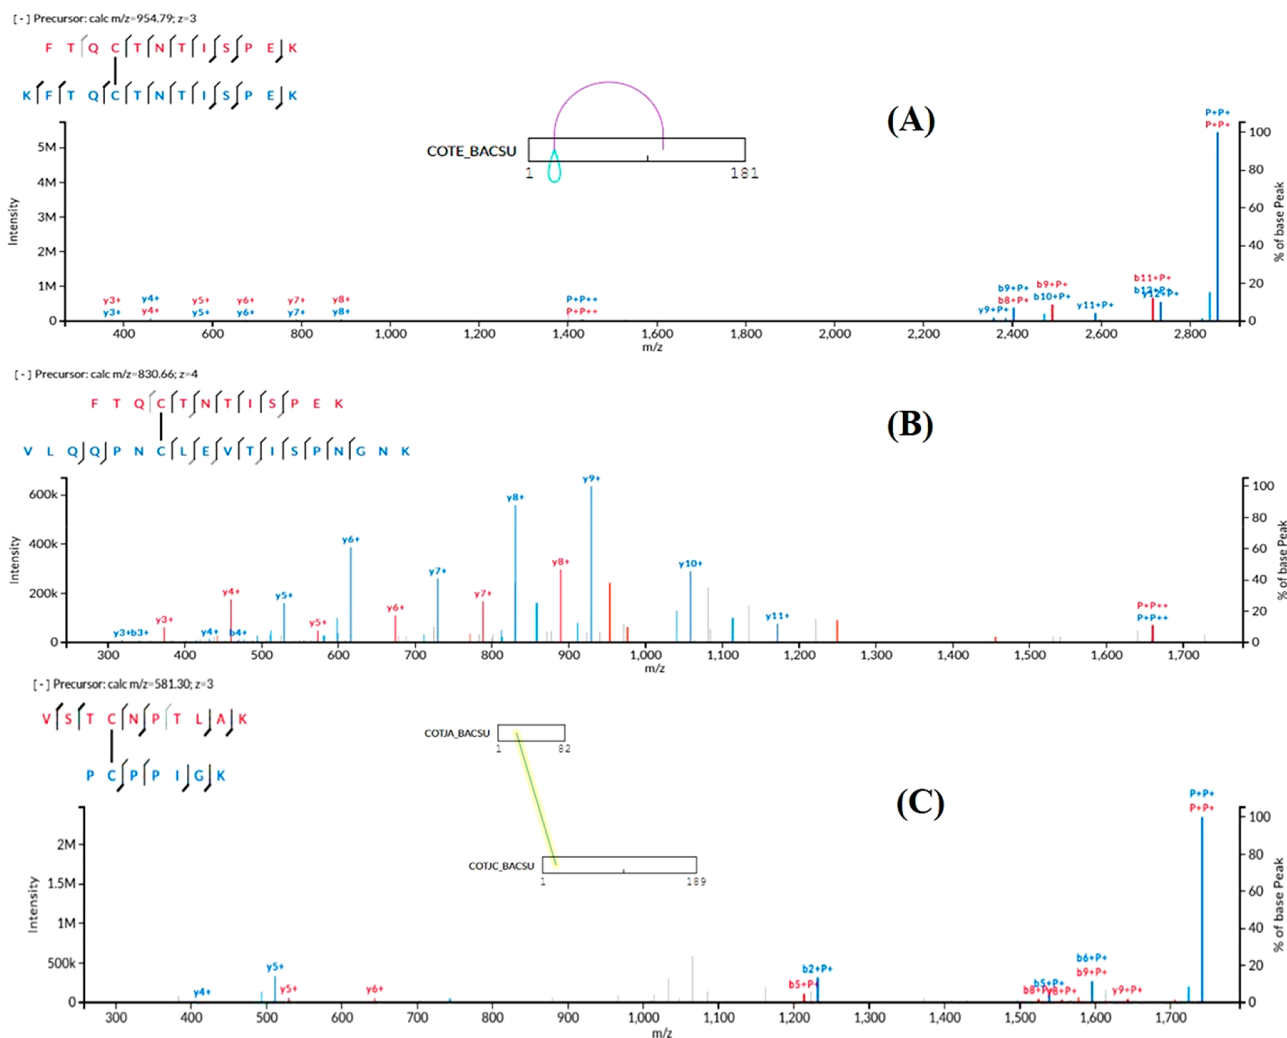 [-] Precursor: calc m/z=954.79; z=3
F T Q C T N T I S P E K
K F T Q C T N T I S P E K
(A)
COTE_BACSU
1 181
P+P+
P+P+
5M
4M
3M
2M
1M
0
Intensity
100
80
60
40
20
0
% of base Peak
y3+ y4+ y5+ y6+ y7+ y8+ P+P++ b9+P+ b9+P+ b11+P+
y3+ y4+ y5+ y6+ y7+ y8+ P+P++ y9+P+ b8+P+ b10+P+ y11+P+ b12+P+ y12+P+
400 600 800 1,000 1,200 1,400 1,600 1,800 2,000 2,200 2,400 2,600 2,800
m/z
[-] Precursor: calc m/z=830.66; z=4
F T Q C T N T I S P E K
V L Q Q P N C L E V T I S P N G N K
(B)
600k
400k
200k
0
Intensity
100
80
60
40
20
0
% of base Peak
y3+b3+ y3+ y4+ y4+ b4+ y5+ y5+ y6+ y6+ y7+ y7+ y8+ y8+ y9+ y10+ y11+
P+P++
P+P++
300 400 500 600 700 800 900 1,000 1,100 1,200 1,300 1,400 1,500 1,600 1,700
m/z
[-] Precursor: calc m/z=581.30; z=3
V S T C N P T L A K
P C P P I G K
COTJA_BACSU
1 82
COTJC_BACSU
1 189
(C)
P+P+
P+P+
2M
1.5M
1M
500k
0
Intensity
100
80
60
40
20
0
% of base Peak
y4+ y5+ y5+ y6+ b5+P+ b2+P+ b5+P+ b6+P+
b9+P+ y9+P+
300 400 500 600 700 800 900 1,000 1,100 1,200 1,300 1,400 1,500 1,600 1,700
m/z